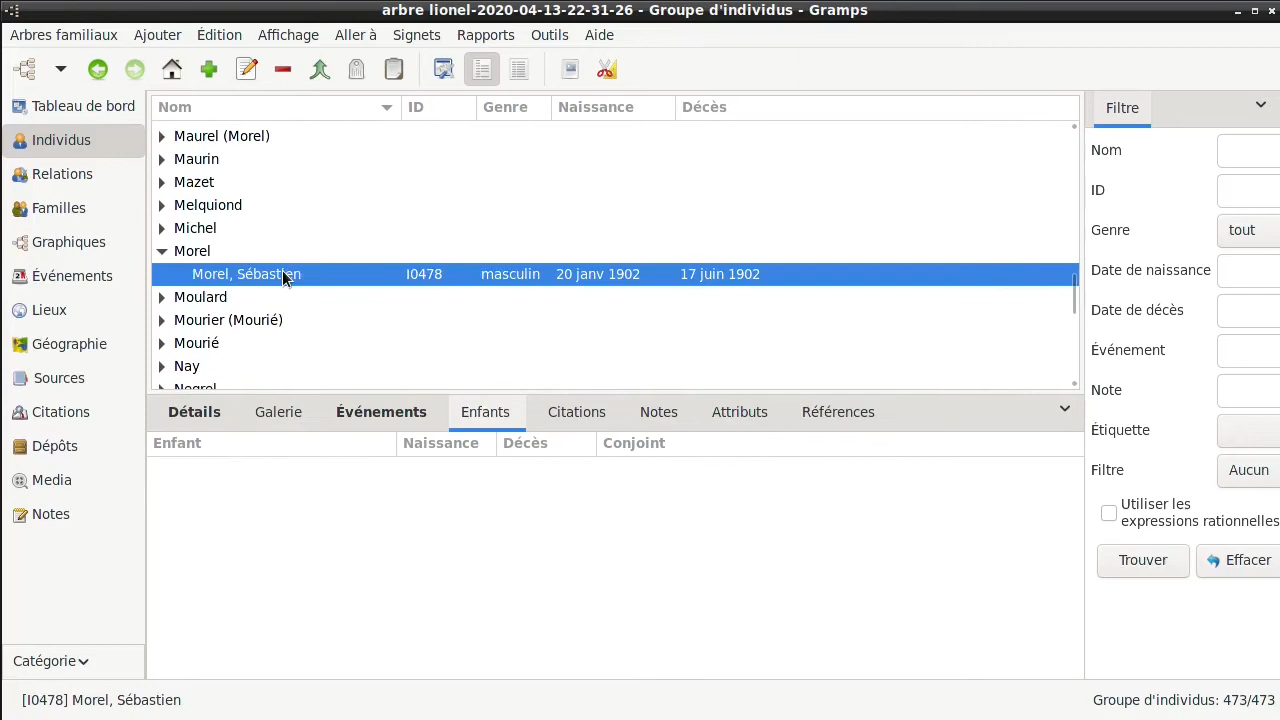 arbre lionel-2020-04-13-22-31-26 - Groupe d'individus - Gramps
Arbres familiaux Ajouter Édition Affichage Aller à Signets Rapports Outils Aide
Tableau de bord
Individus
Relations
Familles
Graphiques
Événements
Lieux
Géographie
Sources
Citations
Dépôts
Media
Notes
Catégorie
Nom ID Genre Naissance Décès
Maurel (Morel)
Maurin
Mazet
Melquiond
Michel
Morel
Morel, Sébastien I0478 masculin 20 janv 1902 17 juin 1902
Moulard
Mourier (Mourié)
Mourié
Nay
Negrel
Détails Galerie Événements Enfants Citations Notes Attributs Références
Enfant Naissance Décès Conjoint
Filtre
Nom
ID
Genre tout
Date de naissance
Date de décès
Événement
Note
Étiquette
Filtre Aucun
Utiliser les
expressions rationnelles
Trouver Effacer
[I0478] Morel, Sébastien
Groupe d'individus: 473/473